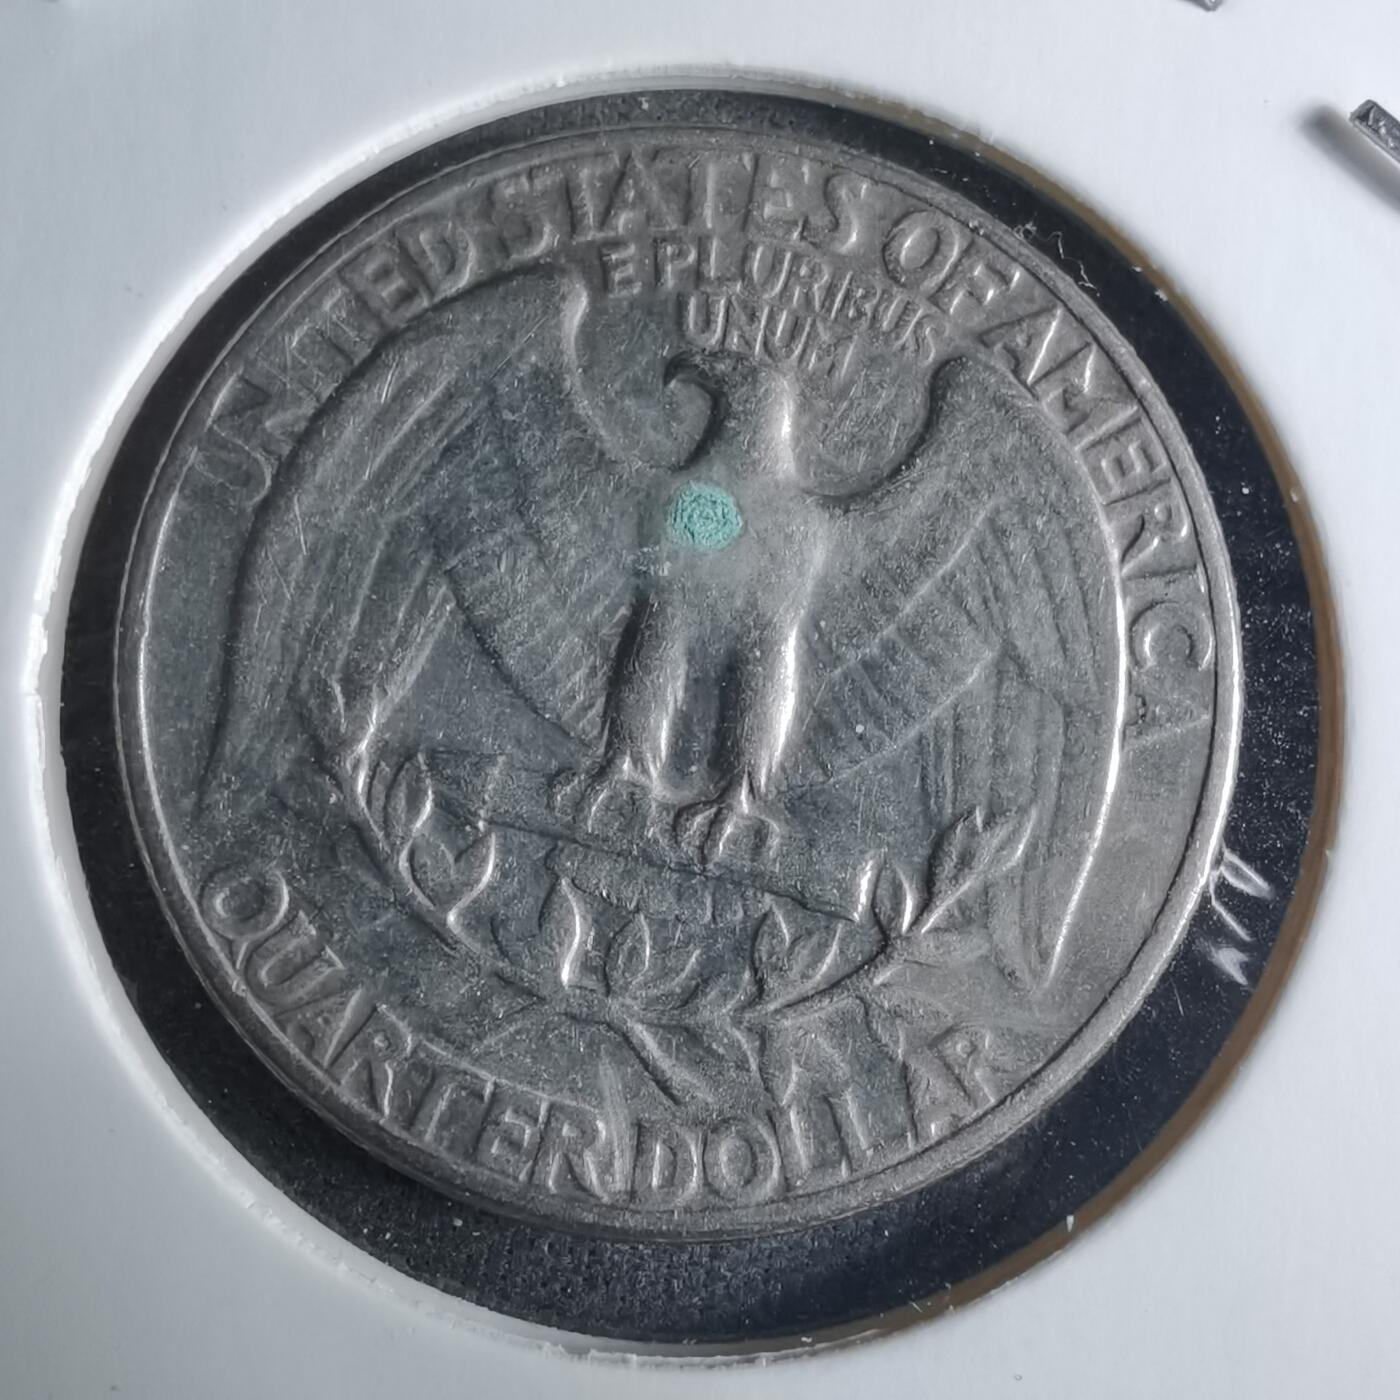 UNITED STATES OF AMERICA
E PLURIBUS
UNUM
QUARTER DOLLAR